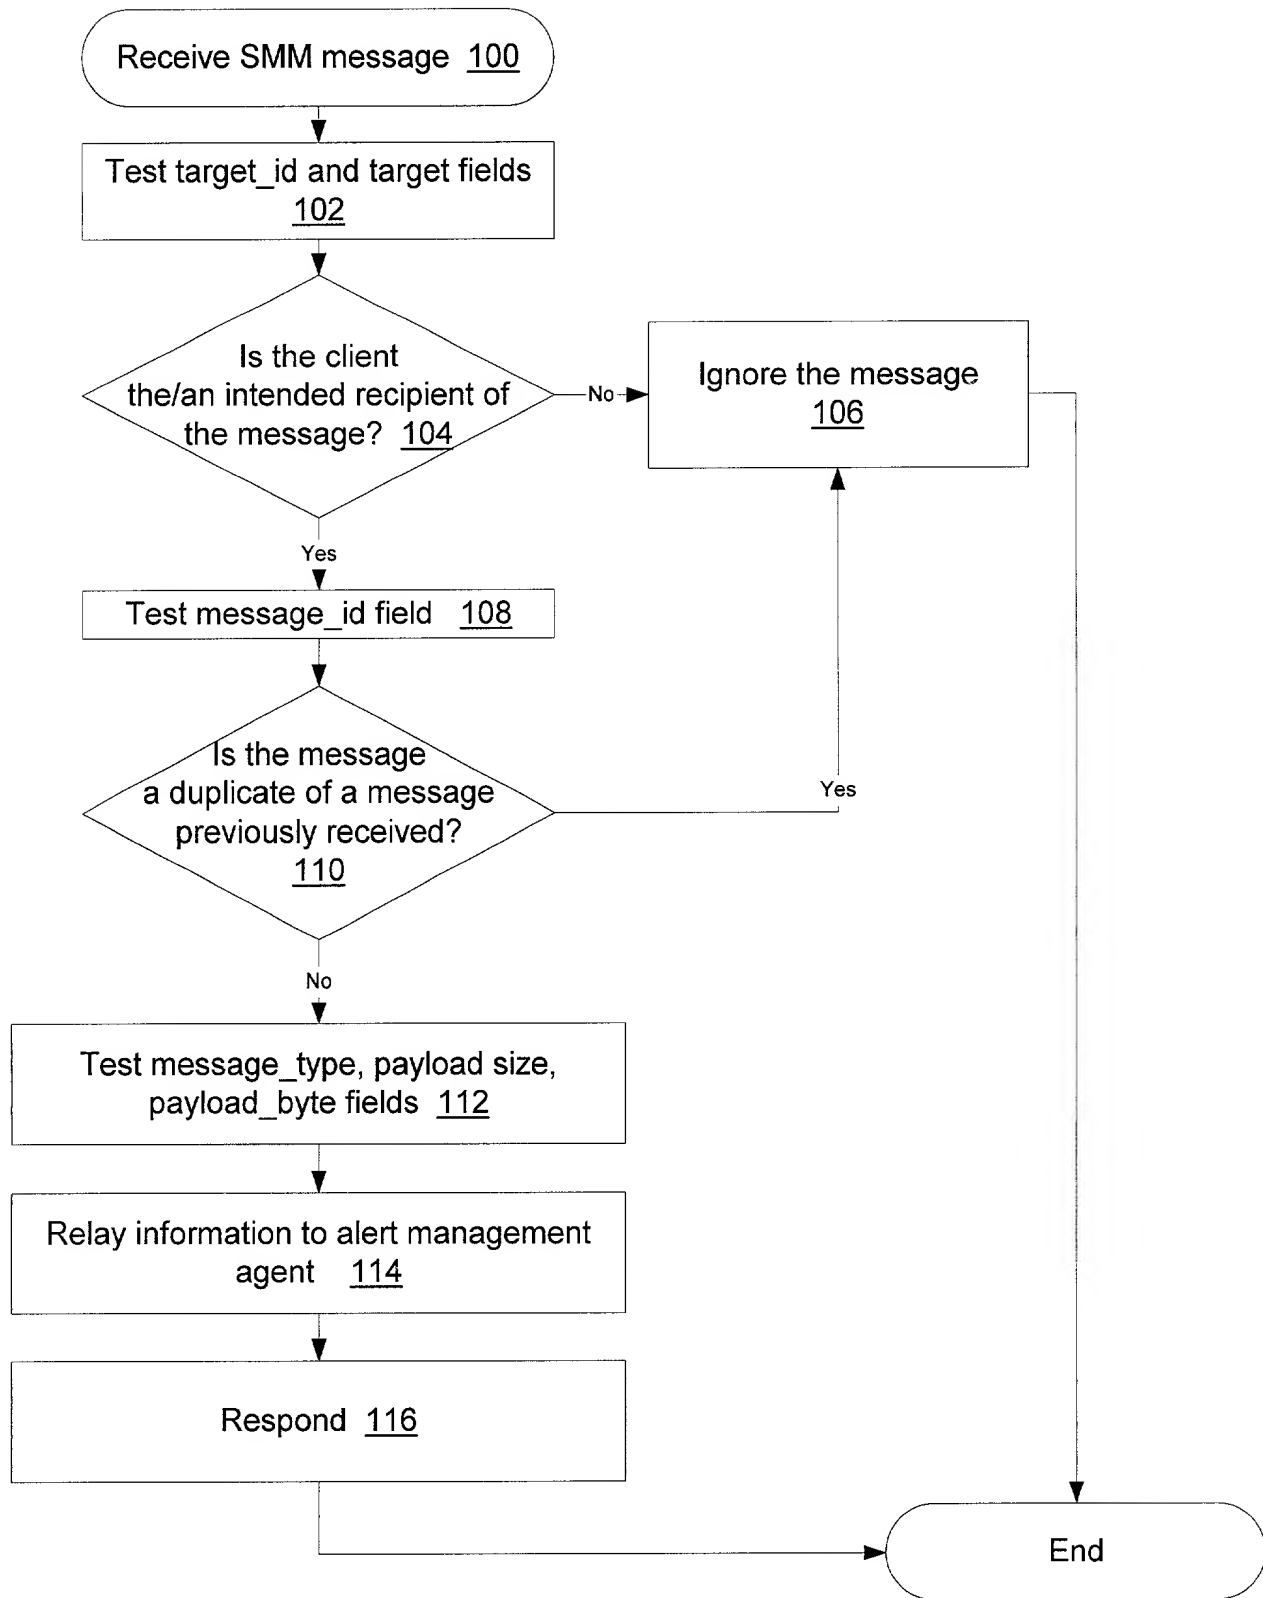 Receive SMM message 100
Test target_id and target fields
102
Is the client
the/an intended recipient of
the message? 104
No
Ignore the message
106
Yes
Test message_id field 108
Is the message
a duplicate of a message
previously received?
110
Yes
No
Test message_type, payload size,
payload_byte fields 112
Relay information to alert management
agent 114
Respond 116
End